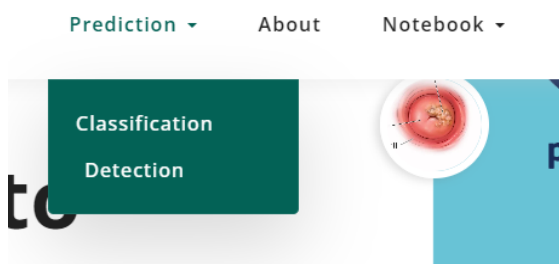 Prediction About Notebook
Classification
Detection
to
p